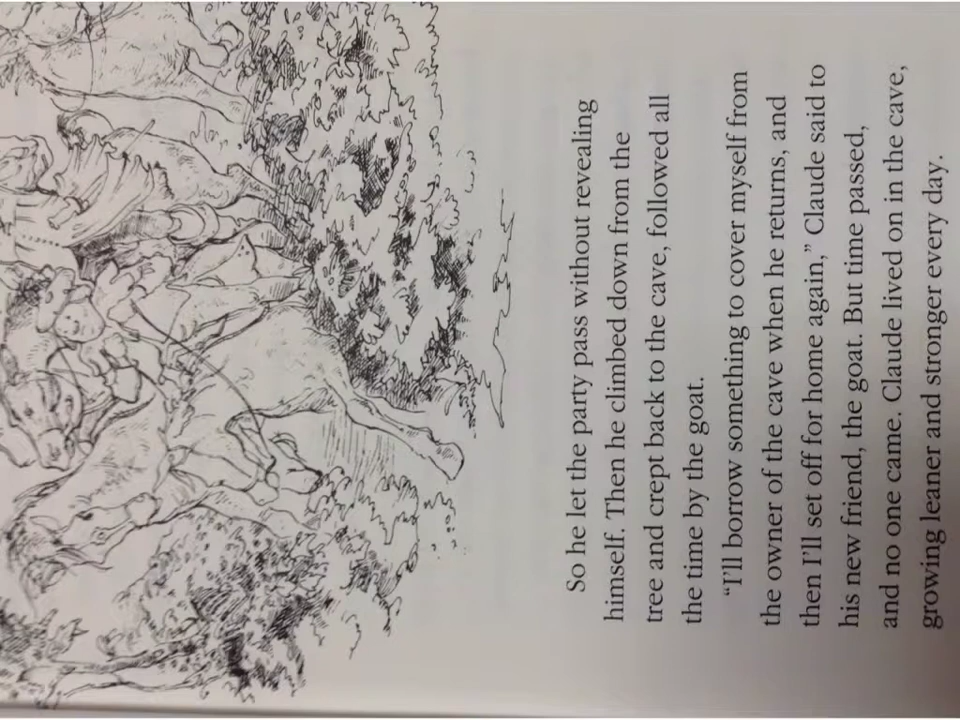 So he let the party pass without revealing
himself. Then he climbed down from the
tree and crept back to the cave, followed all
the time by the goat.
“I’ll borrow something to cover myself from
the owner of the cave when he returns, and
then I’ll set off for home again,” Claude said to
his new friend, the goat. But time passed,
and no one came. Claude lived on in the cave,
growing leaner and stronger every day.